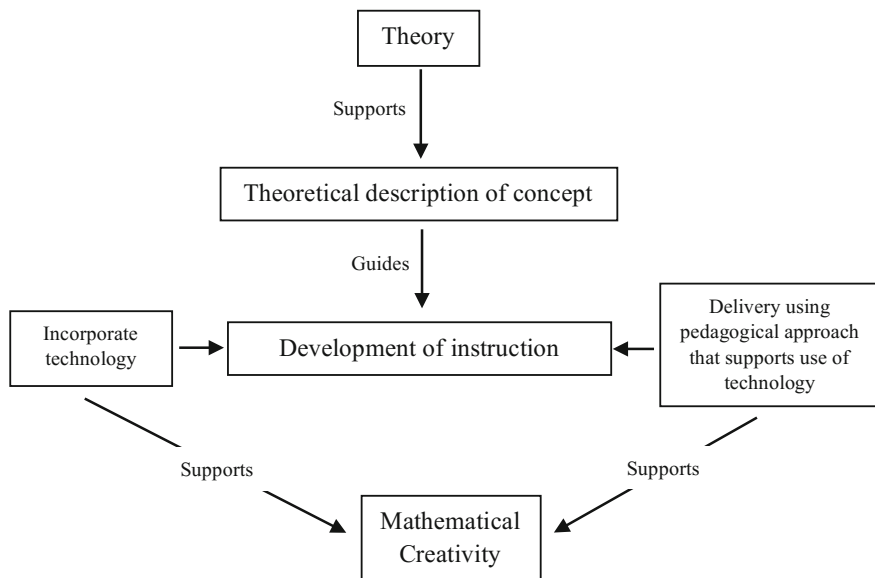 Theory
Supports
Theoretical description of concept
Guides
Incorporate
technology
Development of instruction
Delivery using
pedagogical approach
that supports use of
technology
Supports
Supports
Mathematical
Creativity